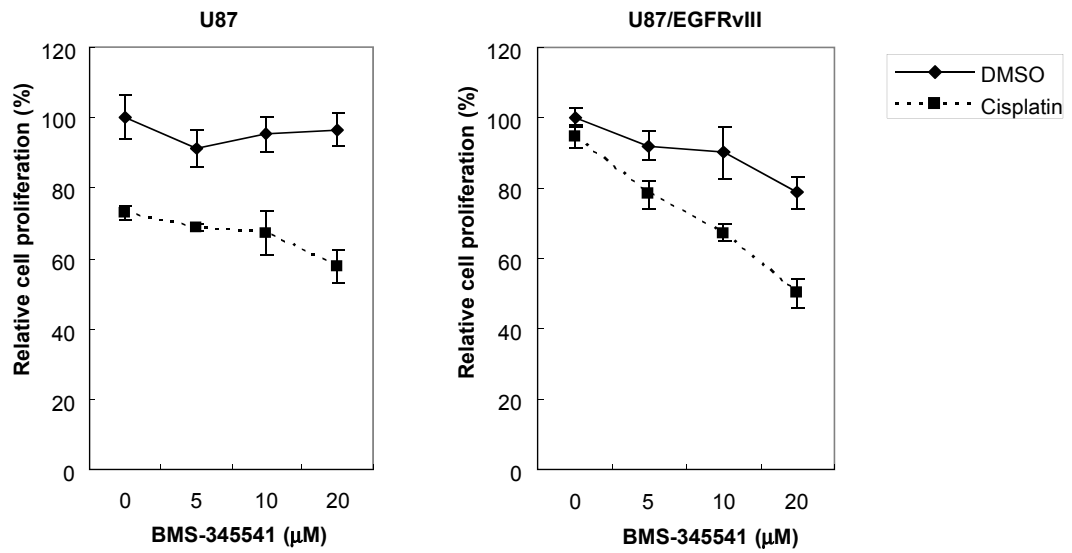 U87
Relative cell proliferation (%)
120
100
80
60
40
20
0
0 5 10 20
BMS-345541 (μM)
U87/EGFRvIII
Relative cell proliferation (%)
120
100
80
60
40
20
0
0 5 10 20
BMS-345541 (μM)
DMSO
Cisplatin